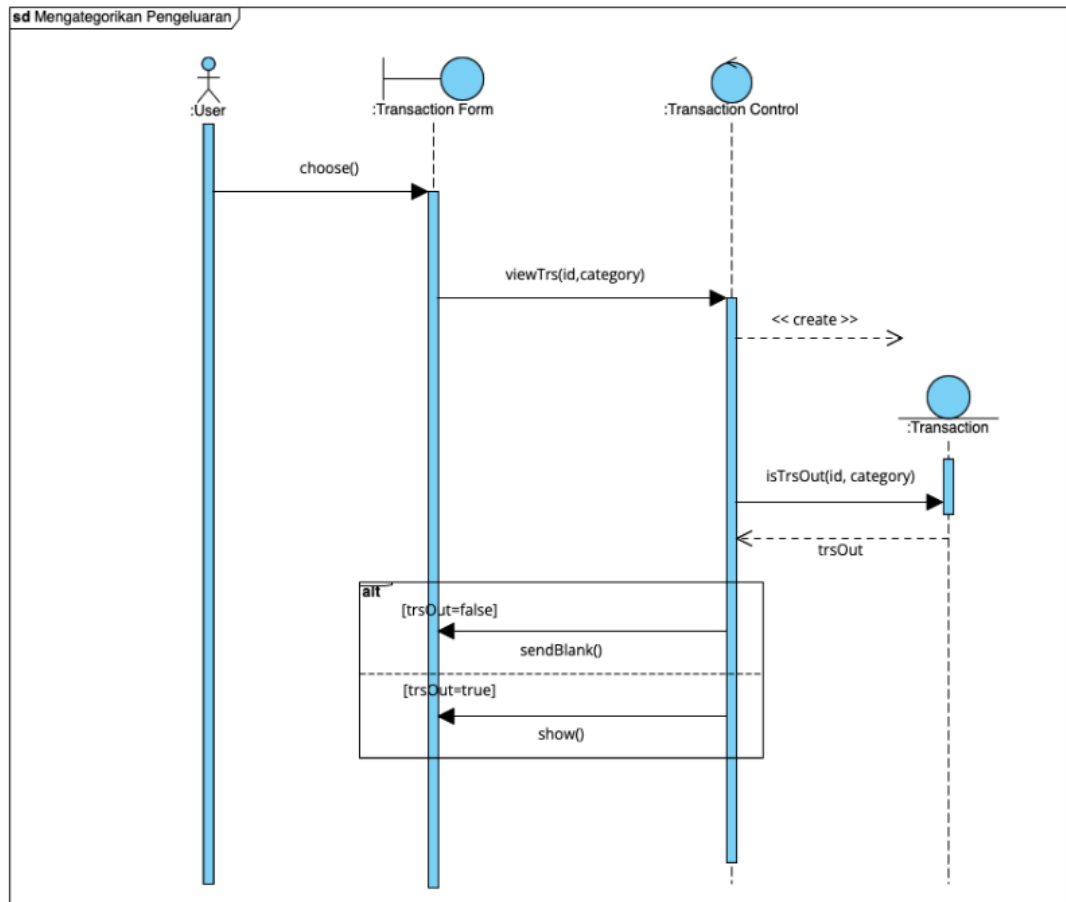 sd Mengategorikan Pengeluaran
:User
:Transaction Form
:Transaction Control
choose()
viewTrs(id,category)
<< create >>
:Transaction
isTrsOut(id, category)
trsOut
alt
[trsOut=false]
sendBlank()
[trsOut=true]
show()